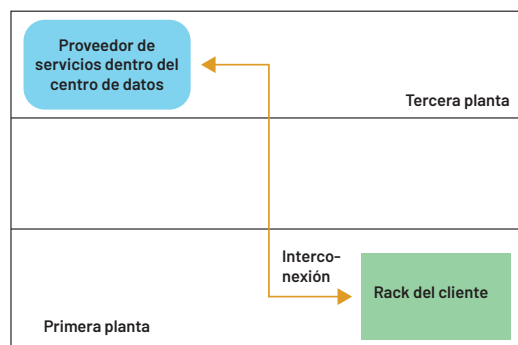 Proveedor de
servicios dentro del
centro de datos
Tercera planta
Interco-
nexión
Rack del cliente
Primera planta